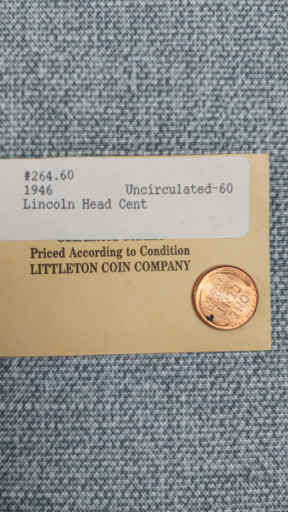 #264.60
1946 Uncirculated-60
Lincoln Head Cent
Priced According to Condition
LITTLETON COIN COMPANY